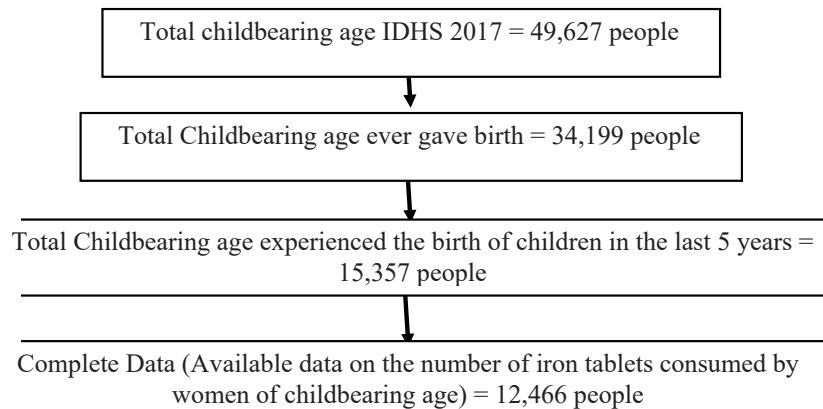 Total childbearing age IDHS 2017 = 49,627 people
Total Childbearing age ever gave birth = 34,199 people
Total Childbearing age experienced the birth of children in the last 5 years =
15,357 people
Complete Data (Available data on the number of iron tablets consumed by
women of childbearing age) = 12,466 people